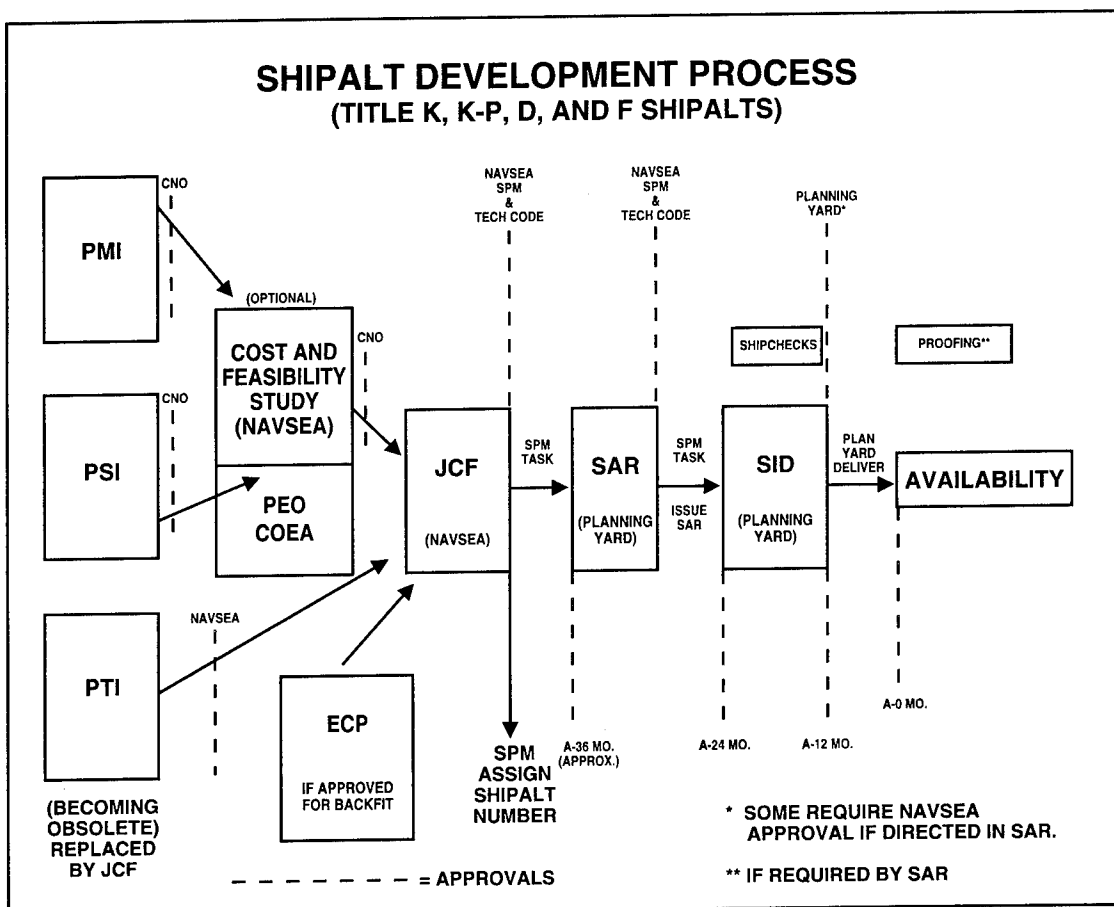 SHIPALT DEVELOPMENT PROCESS
(TITLE K, K-P, D, AND F SHIPALTS)
CNO
PMI
(OPTIONAL)
COST AND
FEASIBILITY
STUDY
(NAVSEA)
CNO
PEO
COEA
CNO
PSI
NAVSEA
PTI
(BECOMING
OBSOLETE)
REPLACED
BY JCF
ECP
IF APPROVED
FOR BACKFIT
NAVSEA
SPM
&
TECH CODE
JCF
(NAVSEA)
SPM
ASSIGN
SHIPALT
NUMBER
SPM
TASK
SAR
(PLANNING
YARD)
A-36 MO.
(APPROX.)
NAVSEA
SPM
&
TECH CODE
SPM
TASK
ISSUE
SAR
SHIPCHECKS
SID
(PLANNING
YARD)
A-24 MO.
PLANNING
YARD*
A-12 MO.
PLAN
YARD
DELIVER
PROOFING**
AVAILABILITY
A-0 MO.
* SOME REQUIRE NAVSEA
APPROVAL IF DIRECTED IN SAR.
** IF REQUIRED BY SAR
= APPROVALS